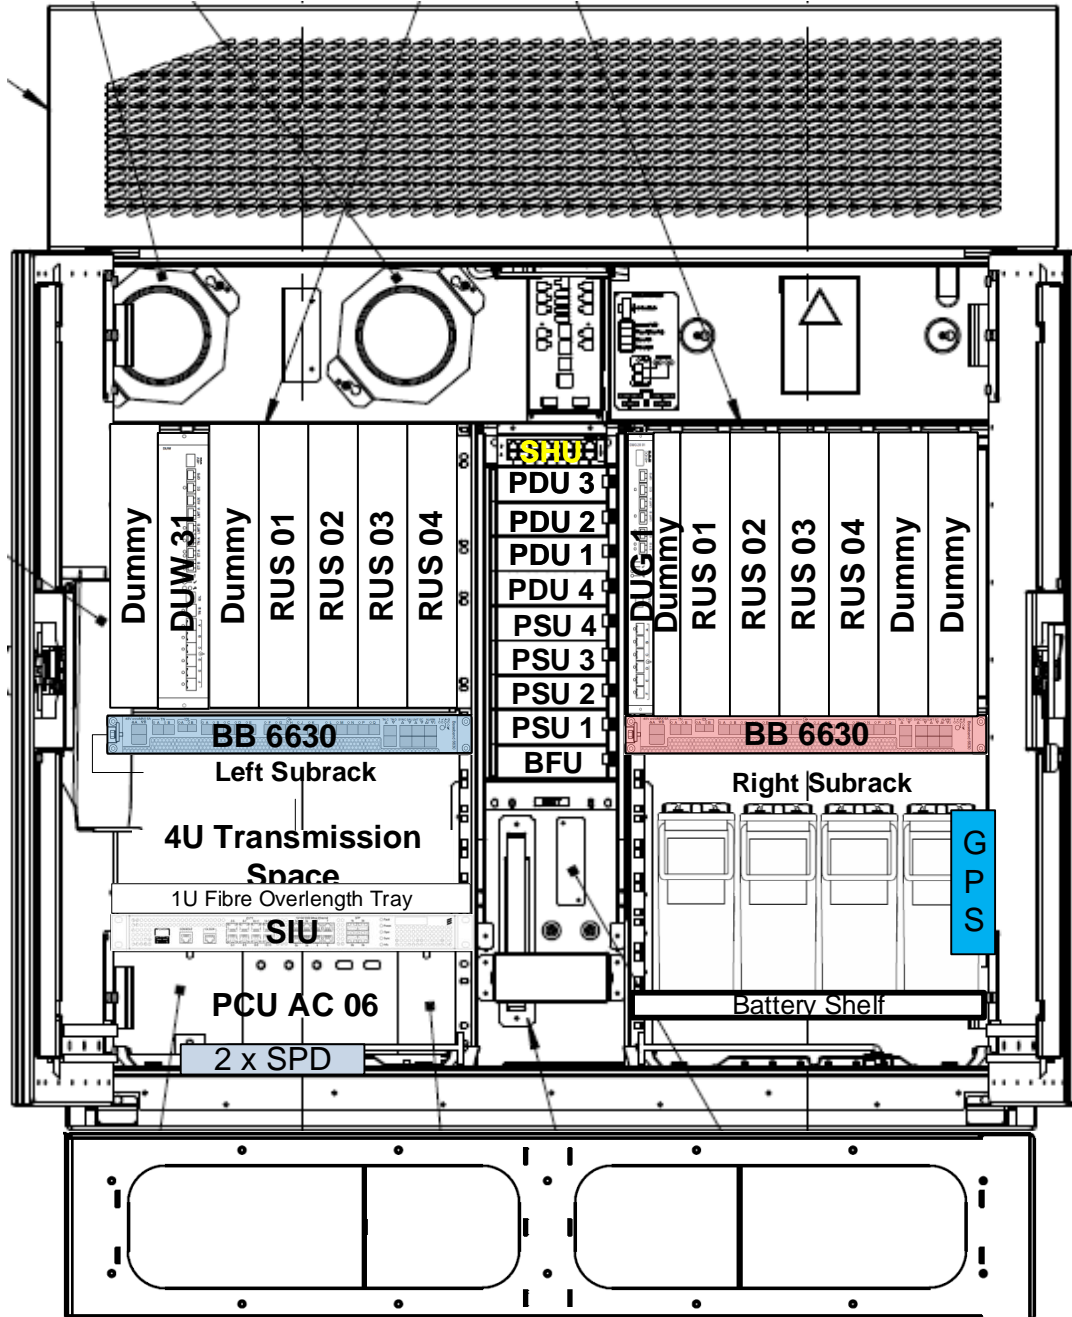 SHU
PDU 3
PDU 2
PDU 1
PDU 4
PSU 4
PSU 3
PSU 2
PSU 1
BFU
Dummy
DUW 31
Dummy
RUS 01
RUS 02
RUS 03
RUS 04
DUG1
Dummy
RUS 01
RUS 02
RUS 03
RUS 04
Dummy
Dummy
BB 6630
Left Subrack
4U Transmission
Space
1U Fibre Overlength Tray
SIU
PCU AC 06
2 x SPD
BB 6630
Right Subrack
GPS
Battery Shelf